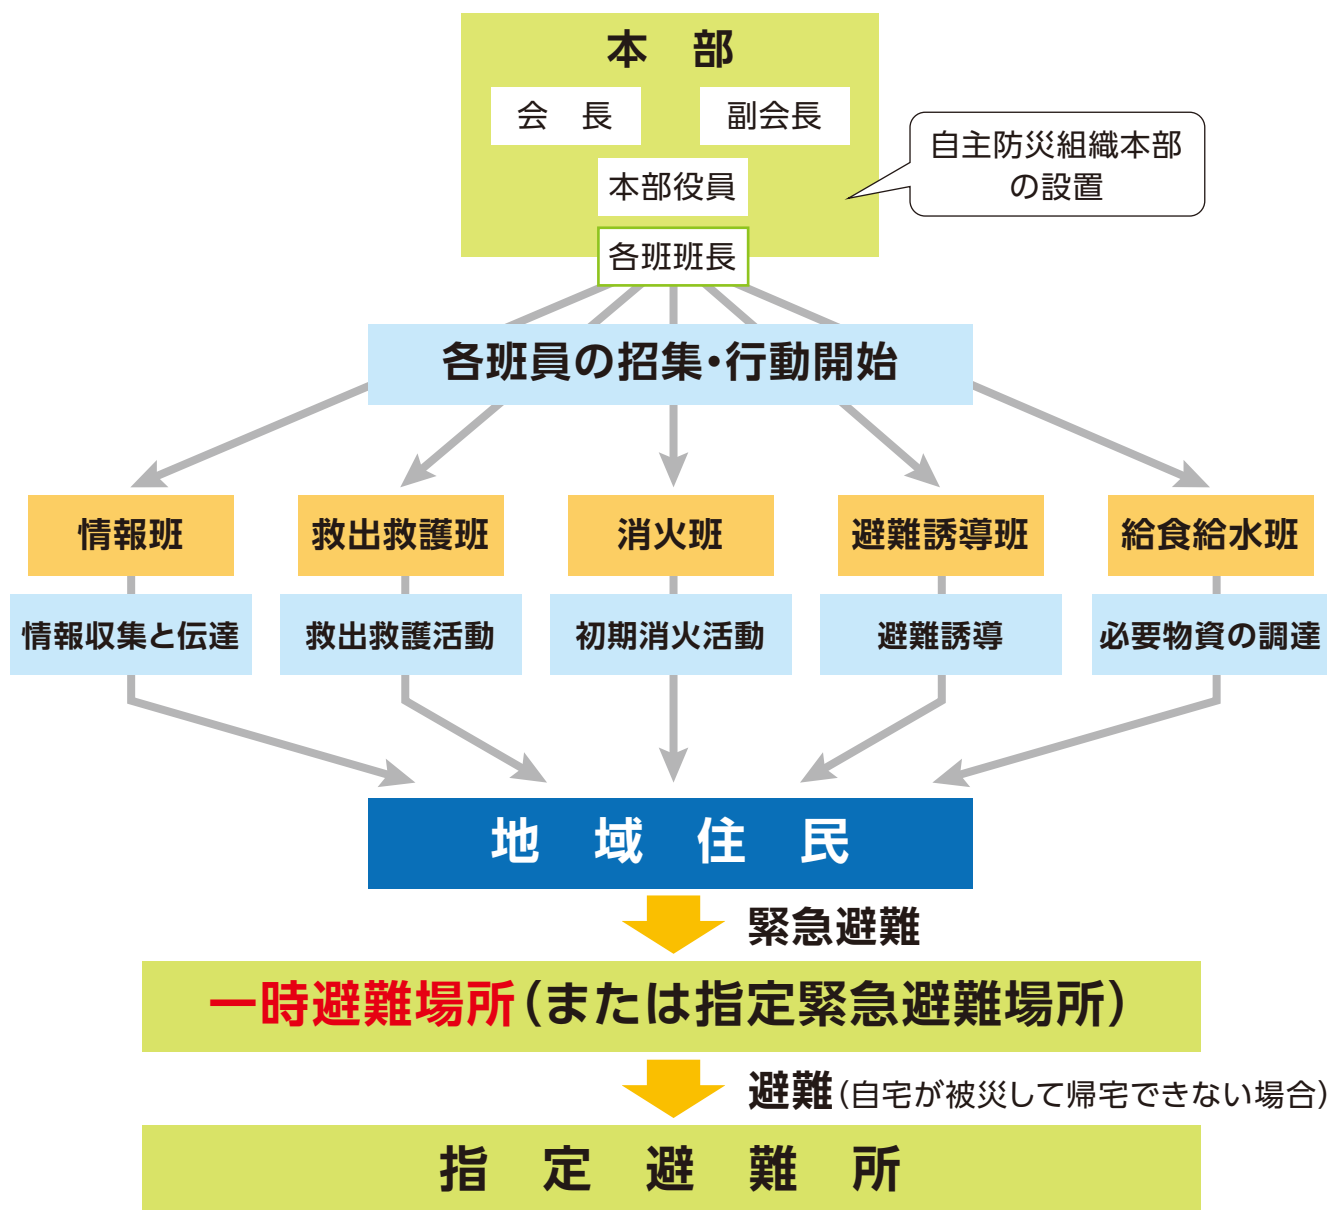 本　部
会　長
副会長
本部役員
各班班長
自主防災組織本部
の設置
各班員の招集・行動開始
情報班
救出救護班
消火班
避難誘導班
給食給水班
情報収集と伝達
救出救護活動
初期消火活動
避難誘導
必要物資の調達
地　域　住　民
緊急避難
一時避難場所（または指定緊急避難場所）
避難（自宅が被災して帰宅できない場合）
指　定　避　難　所